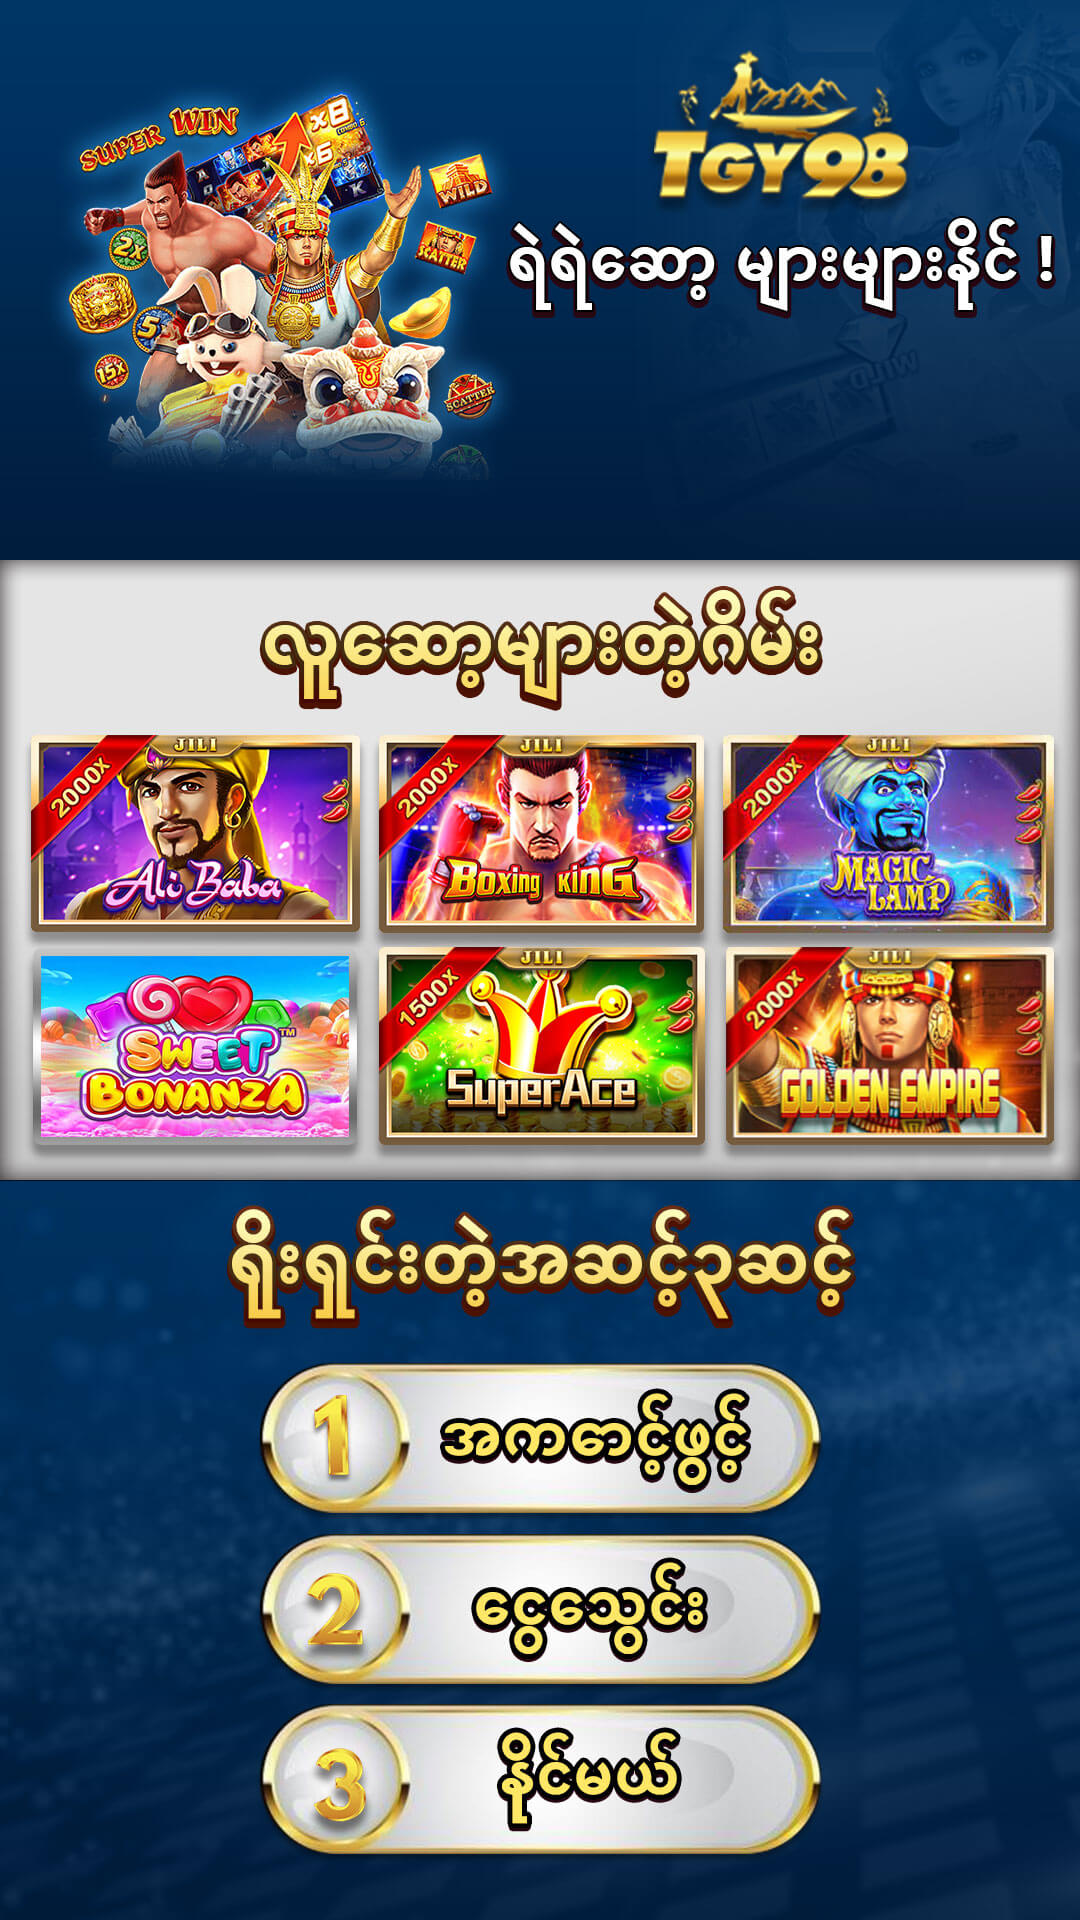 SUPER WIN
x8
x6
WILD
SCATTER
2X
5
15X
SCATTER
TGY98
ရဲရဲဆော့ များများနိုင် !
WILD
လူဆော့များတဲ့ဂိမ်း
JILI
2000X
Ali Baba
JILI
2000X
Boxing King
JILI
2000X
MAGIC
LAMP
SWEET
BONANZA
TM
JILI
1500X
SuperAce
JILI
2000X
GOLDEN EMPIRE
ရိုးရှင်းတဲ့အဆင့်၃ဆင့်
1
အကောင့်ဖွင့်
2
ငွေသွင်း
3
နိုင်မယ်